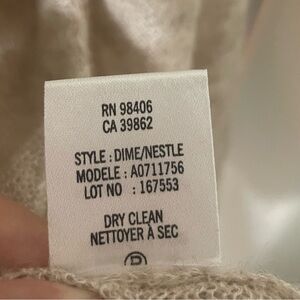 RN 98406
CA 39862
STYLE : DIME/NESTLE
MODELE : A0711756
LOT NO : 167553
DRY CLEAN
NETTOYER À SEC
P